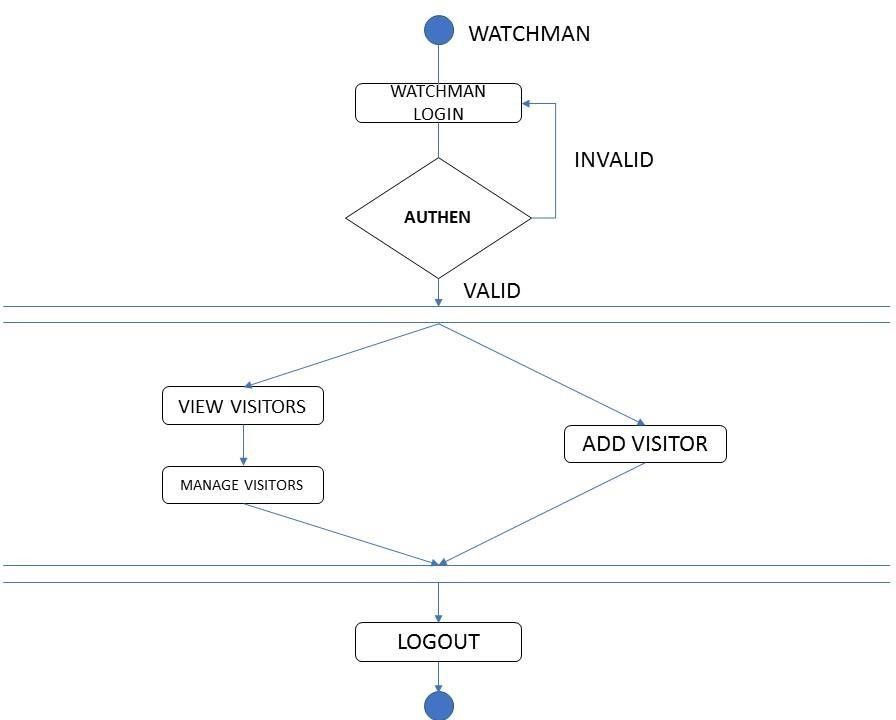 WATCHMAN
WATCHMAN
LOGIN
INVALID
AUTHEN
VALID
VIEW VISITORS
ADD VISITOR
MANAGE VISITORS
LOGOUT